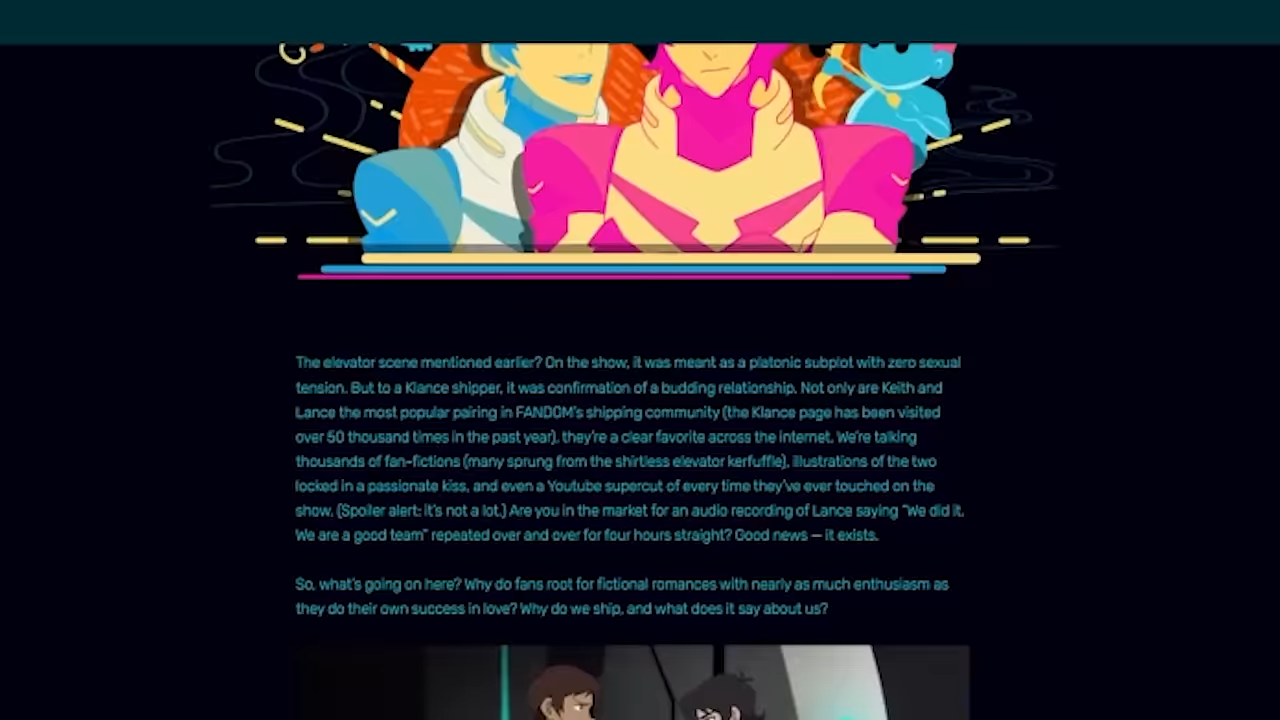 The elevator scene mentioned earlier? On the show, it was meant as a platonic subplot with zero sexual
tension. But to a Klance shipper, it was confirmation of a budding relationship. Not only are Keith and
Lance the most popular pairing in FANDOM's shipping community (the Klance page has been visited
over 50 thousand times in the past year), they're a clear favorite across the internet. We're talking
thousands of fan-fictions (many sprung from the shirtless elevator kerfuffle), illustrations of the two
locked in a passionate kiss, and even a Youtube supercut of every time they've ever touched on the
show. (Spoiler alert: it's not a lot.) Are you in the market for an audio recording of Lance saying "We did it.
We are a good team" repeated over and over for four hours straight? Good news — it exists.
So, what's going on here? Why do fans root for fictional romances with nearly as much enthusiasm as
they do their own success in love? Why do we ship, and what does it say about us?